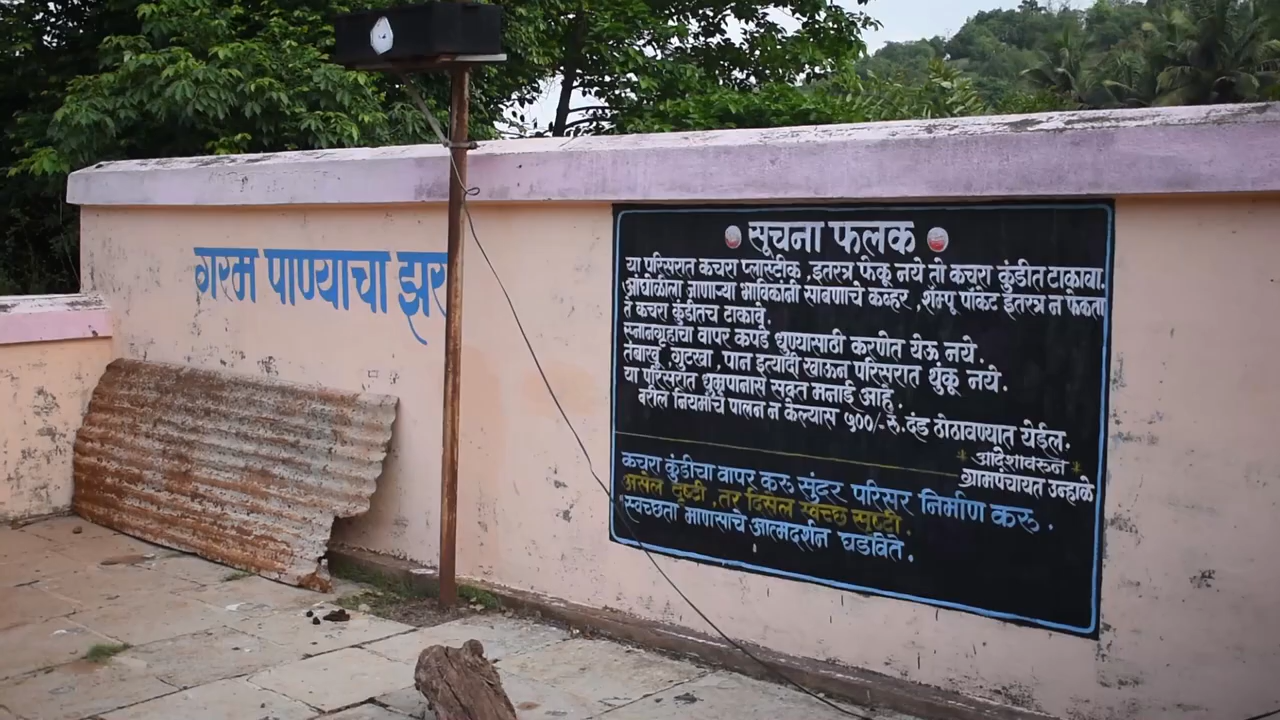 गरम पाण्याचा झर
सूचना फलक
या परिसरात कचरा प्लास्टीक , इतरत्र फेकू नये तो कचरा कुंडीत टाकावा.
आंघोळीला जाणाऱ्या भाविकांनी साबणाचे कव्हर , शॅम्पू पॉकेट इतरत्र न फेकता
ते कचरा कुंडीतच टाकावे.
स्नानगृहाचा वापर कपडे धुण्यासाठी करणीत येऊ नये.
तंबाखू , गुटखा , पान इत्यादी खाऊन परिसरात थुंकू नये.
या परिसरात धुम्रपानास सक्त मनाई आहे.
वरील नियमांचे पालन न केल्यास ५००/- रु. दंड ठोठावण्यात येईल.
* आदेशावरून *
ग्रामपंचायत उन्हाळे
कचरा कुंडीचा वापर करू सुंदर परिसर निर्माण करू.
असेल दृष्टी , तर दिसेल स्वच्छ सृष्टी.
स्वच्छता माणसाचे आत्मदर्शन घडविते.